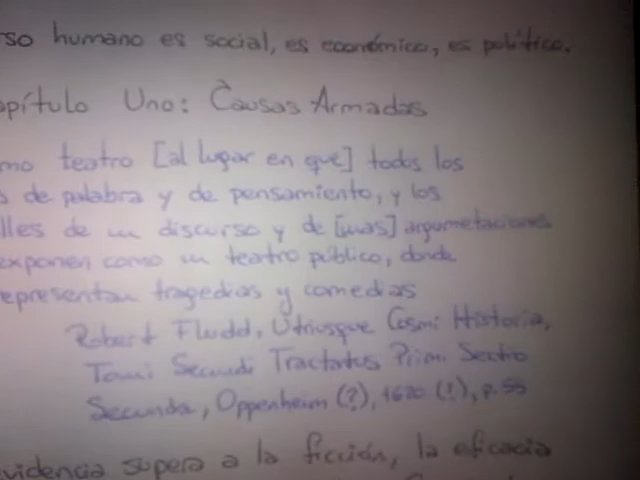 so humano es social, es económico, es político.
apítulo Uno: Causas Armadas
mo teatro [al lugar en que] todos los
s de palabra y de pensamiento, y los
lles de un discurso y de [unas] argumetaciones
exponen como un teatro público, donde
representan tragedias y comedias
Robert Fludd, Utriusque Cosmi Historia,
Tomi Secundi Tractatus Primi Sectio
Secunda, Oppenheim (?), 1620 (?), p. 55
videncia supera a la ficción, la eficacia